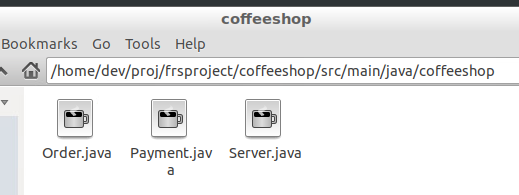 coffeeshop
Bookmarks Go Tools Help
/home/dev/proj/frsproject/coffeeshop/src/main/java/coffeeshop
Order.java Payment.jav Server.java
a